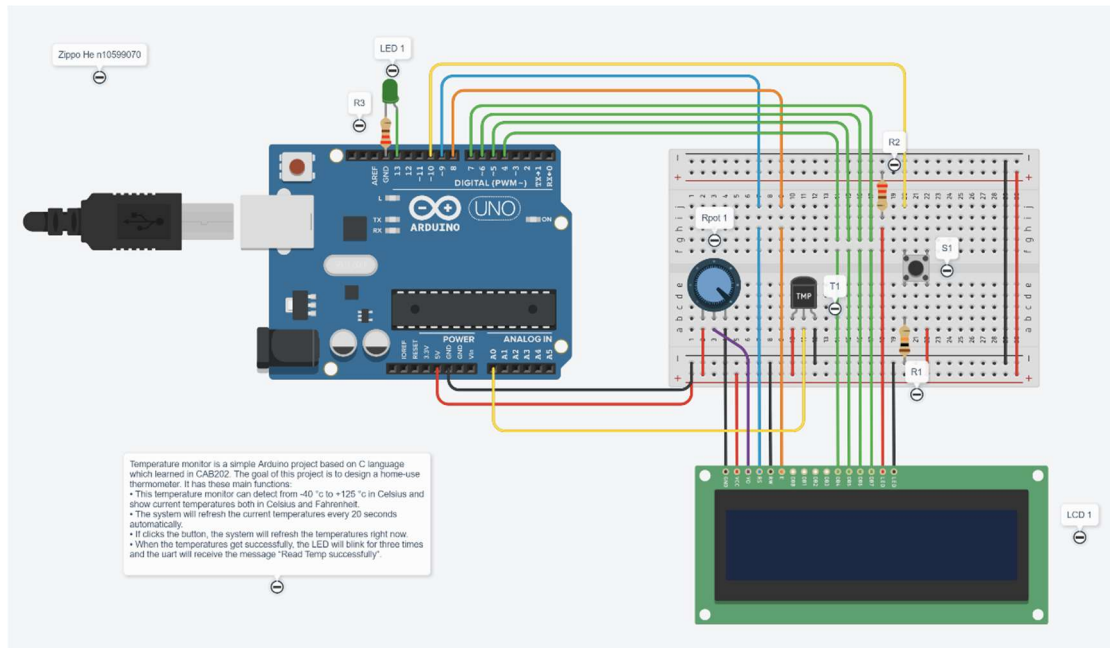 Zippo He n10599070
LED 1
R3
AREF
GND
13
12
~11
~10
~9
8
7
~6
~5
4
~3
2
TX→1
RX←0
DIGITAL (PWM~)
L
TX
RX
ARDUINO
UNO
ON
IOREF
RESET
3.3V
5V
GND
GND
Vin
POWER
ANALOG IN
A0
A1
A2
A3
A4
A5
R2
Rpot 1
S1
TMP
T1
R1
GND
VCC
LED
LED
LCD 1
Temperature monitor is a simple Arduino project based on C language
which learned in CAB202. The goal of this project is to design a home-use
thermometer. It has these main functions:
• This temperature monitor can detect from -40 °c to +125 °c in Celsius and
show current temperatures both in Celsius and Fahrenheit.
• The system will refresh the current temperatures every 20 seconds
automatically.
• If clicks the button, the system will refresh the temperatures right now.
• When the temperatures get successfully, the LED will blink for three times
and the uart will receive the message “Read Temp successfully”.